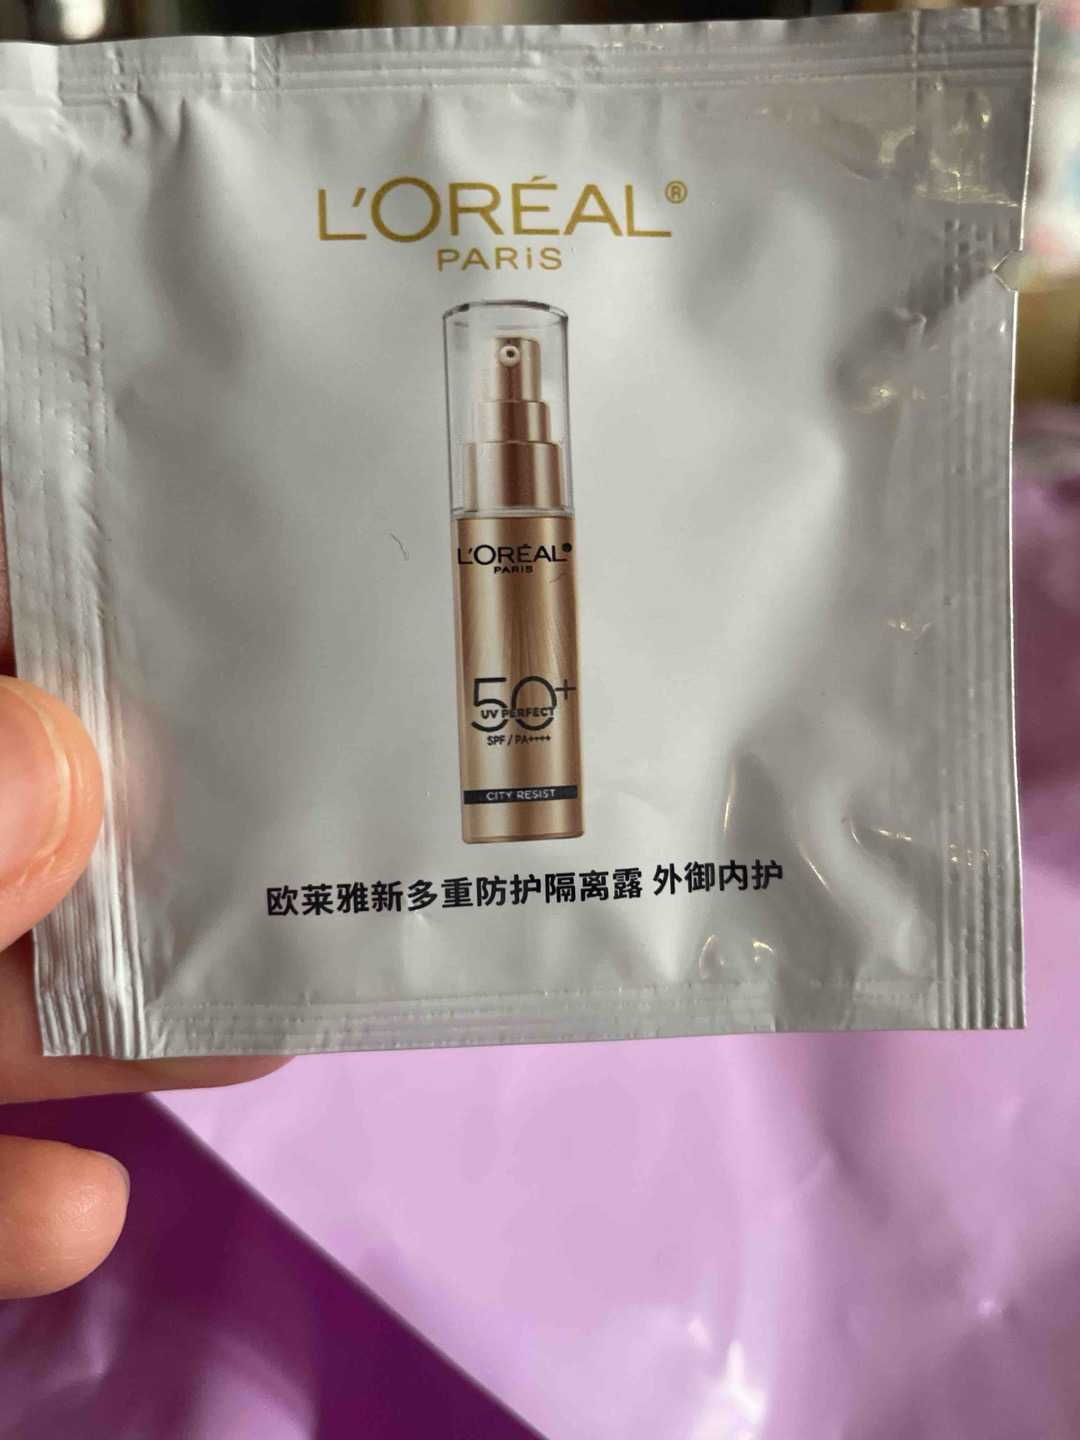 L'ORÉAL®
PARiS
L'ORÉAL®
PARIS
50+
UV PERFECT
SPF / PA++++
CITY RESIST
欧莱雅新多重防护隔离露 外御内护